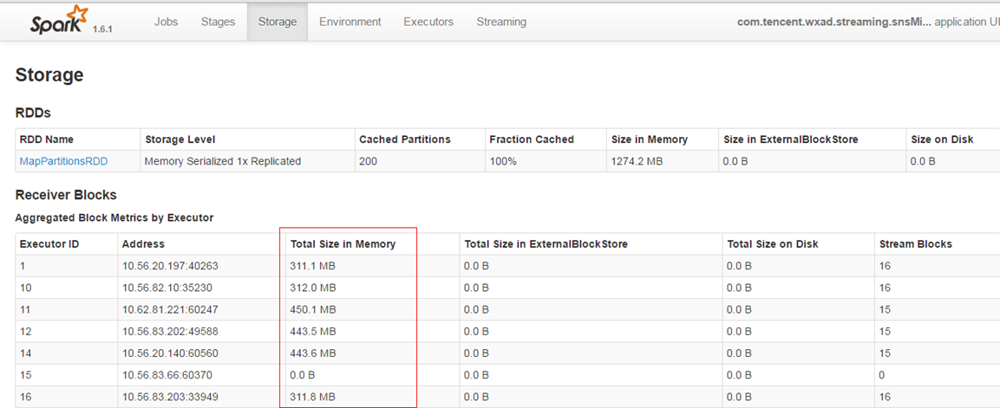 Spark 1.6.1 Jobs Stages Storage Environment Executors Streaming com.tencent.wxad.streaming.snsMi... application UI
Storage
RDDs
RDD Name Storage Level Cached Partitions Fraction Cached Size in Memory Size in ExternalBlockStore Size on Disk
MapPartitionsRDD Memory Serialized 1x Replicated 200 100% 1274.2 MB 0.0 B 0.0 B
Receiver Blocks
Aggregated Block Metrics by Executor
Executor ID Address Total Size in Memory Total Size in ExternalBlockStore Total Size on Disk Stream Blocks
1 10.56.20.197:40263 311.1 MB 0.0 B 0.0 B 16
10 10.56.82.10:35230 312.0 MB 0.0 B 0.0 B 16
11 10.62.81.221:60247 450.1 MB 0.0 B 0.0 B 15
12 10.56.83.202:49588 443.5 MB 0.0 B 0.0 B 15
14 10.56.20.140:60560 443.6 MB 0.0 B 0.0 B 15
15 10.56.83.66:60370 0.0 B 0.0 B 0.0 B 0
16 10.56.83.203:33949 311.8 MB 0.0 B 0.0 B 16